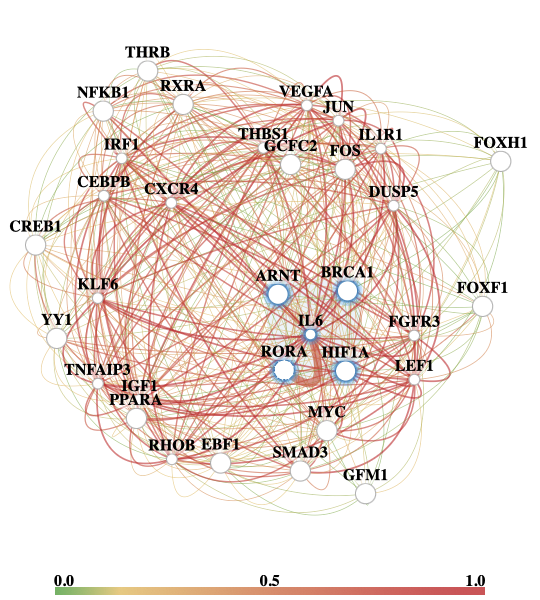 THRB
NFKB1
RXRA
VEGFA
JUN
THBS1
IL1R1
IRF1
GCFC2
FOS
FOXH1
CEBPB
CXCR4
DUSP5
CREB1
ARNT
BRCA1
KLF6
FOXF1
YY1
IL6
FGFR3
RORA
HIF1A
TNFAIP3
LEF1
IGF1
PPARA
MYC
RHOB
EBF1
SMAD3
GFM1
0.0 0.5 1.0